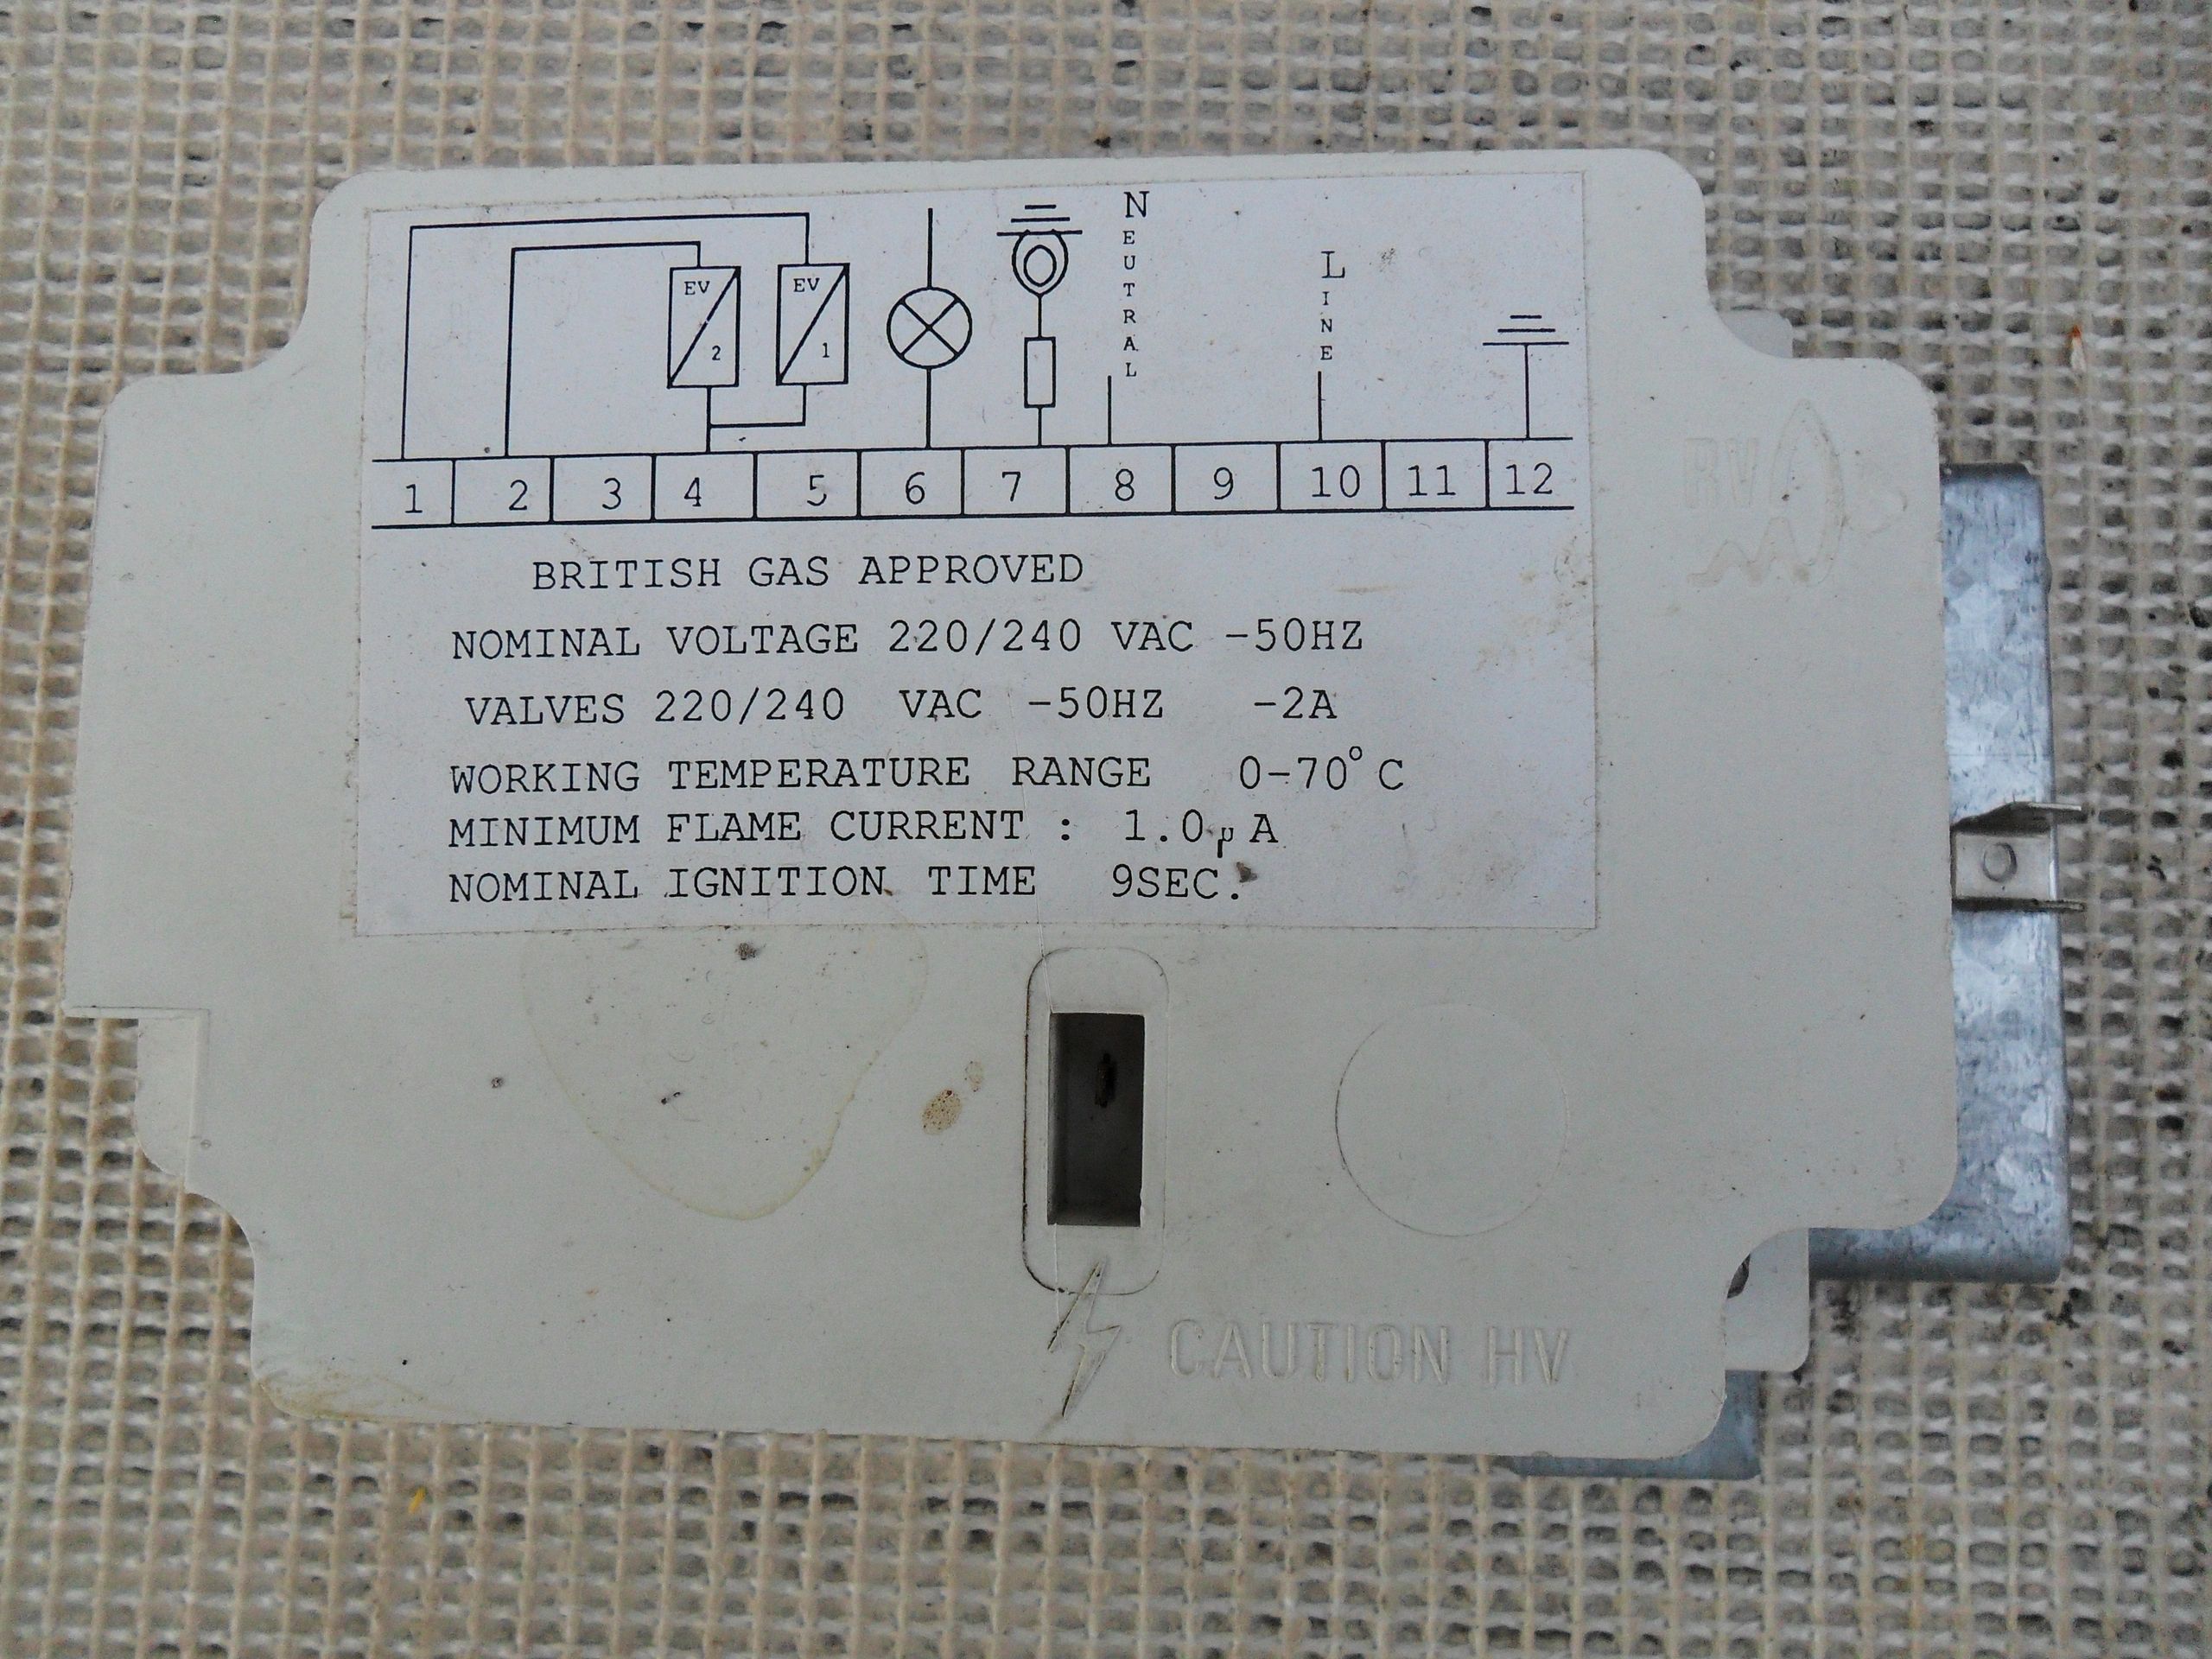 NEUTRAL
LINE
EV EV
2 1
1 2 3 4 5 6 7 8 9 10 11 12
BRITISH GAS APPROVED
NOMINAL VOLTAGE 220/240 VAC -50HZ
VALVES 220/240 VAC -50HZ -2A
WORKING TEMPERATURE RANGE 0-70°C
MINIMUM FLAME CURRENT : 1.0µA
NOMINAL IGNITION TIME 9SEC.
CAUTION HV